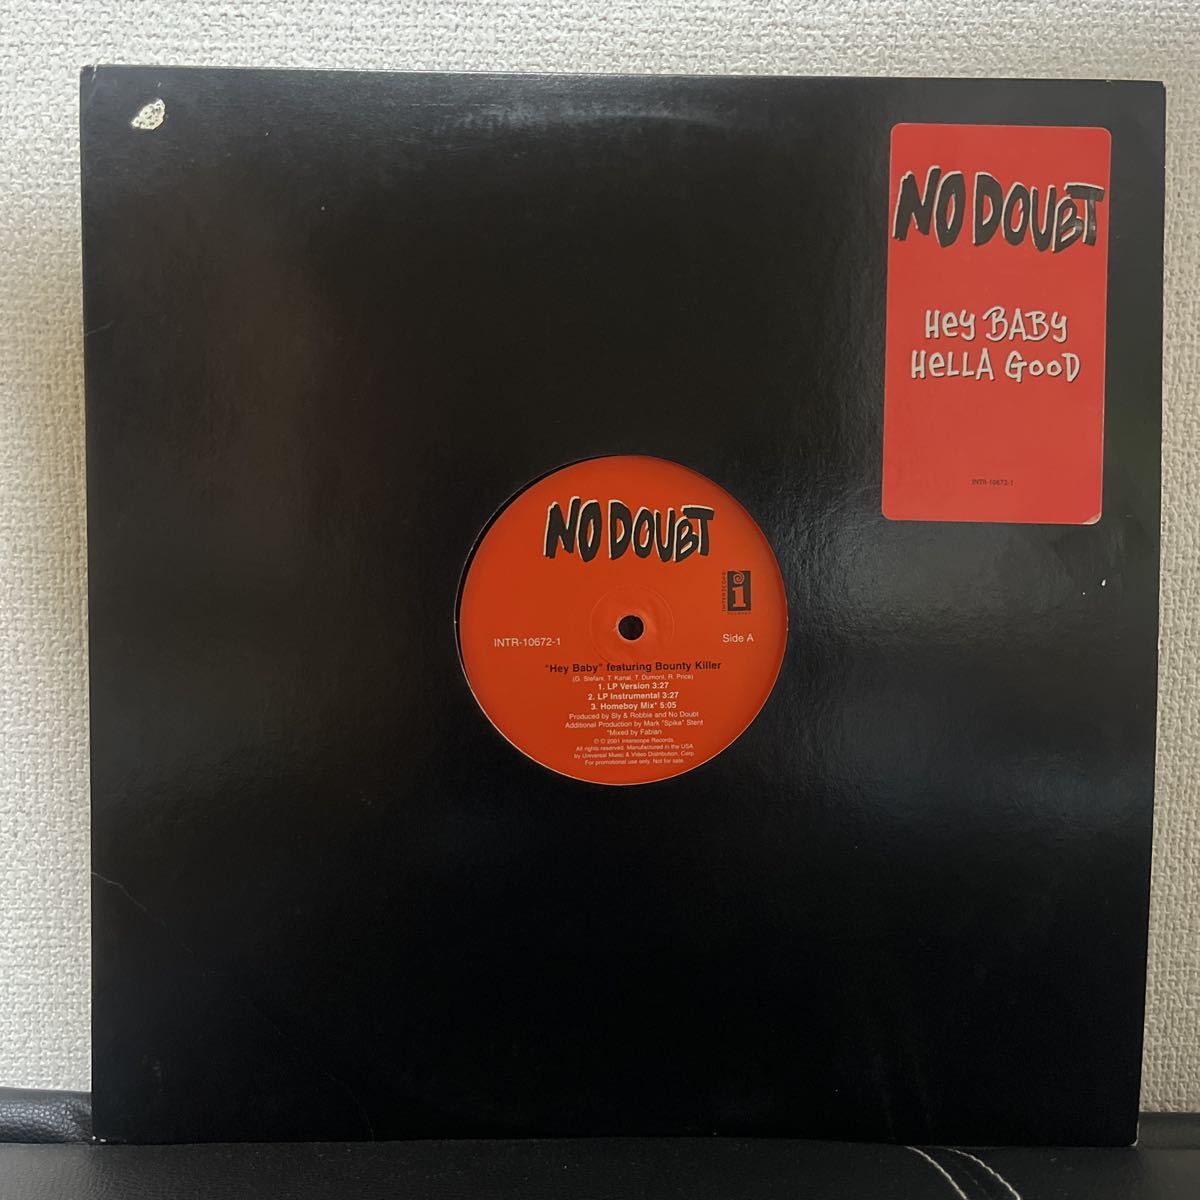 NO DOUBT
Hey BABy
HeLLA GooD
INTR-10672-1
NO DOUBT
INTERSCOPE
RECORDS
INTR-10672-1
Side A
"Hey Baby" featuring Bounty Killer
(G. Stefani, T. Kanal, T. Dumont, R. Price)
1. LP Version 3:27
2. LP Instrumental 3:27
3. Homeboy Mix* 5:05
Produced by Sly & Robbie and No Doubt
Additional Production by Mark "Spike" Stent
*Mixed by Fabian
℗ © 2001 Interscope Records.
All rights reserved. Manufactured in the USA
by Universal Music & Video Distribution, Corp.
For promotional use only. Not for sale.